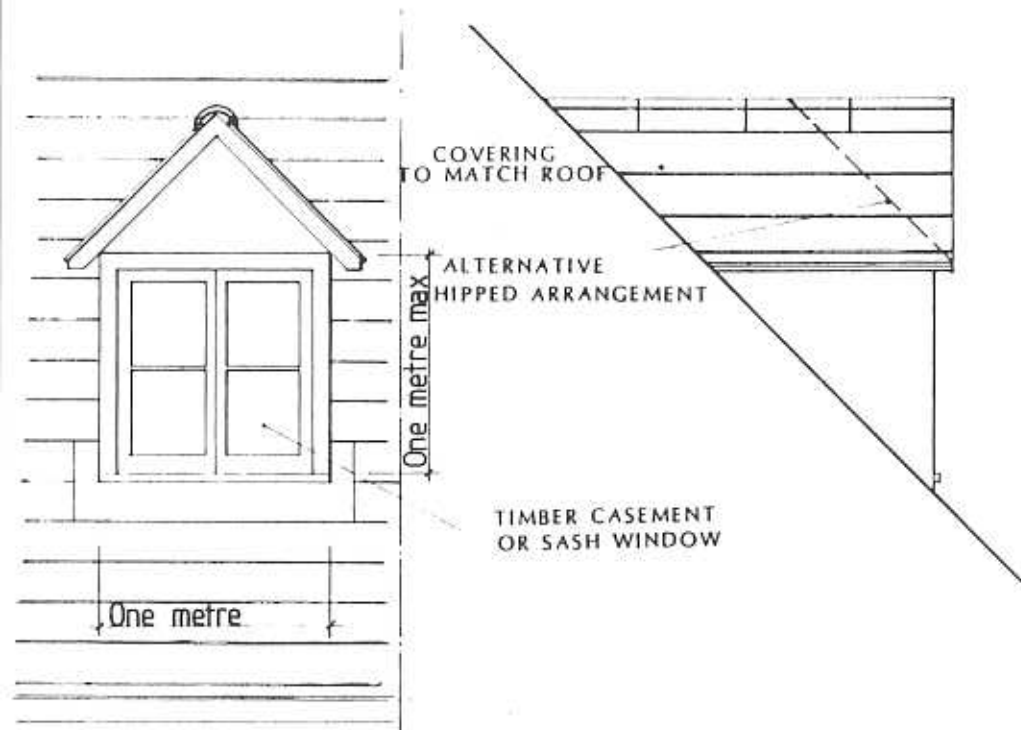 COVERING
TO MATCH ROOF
ALTERNATIVE
HIPPED ARRANGEMENT
One metre max
TIMBER CASEMENT
OR SASH WINDOW
One metre